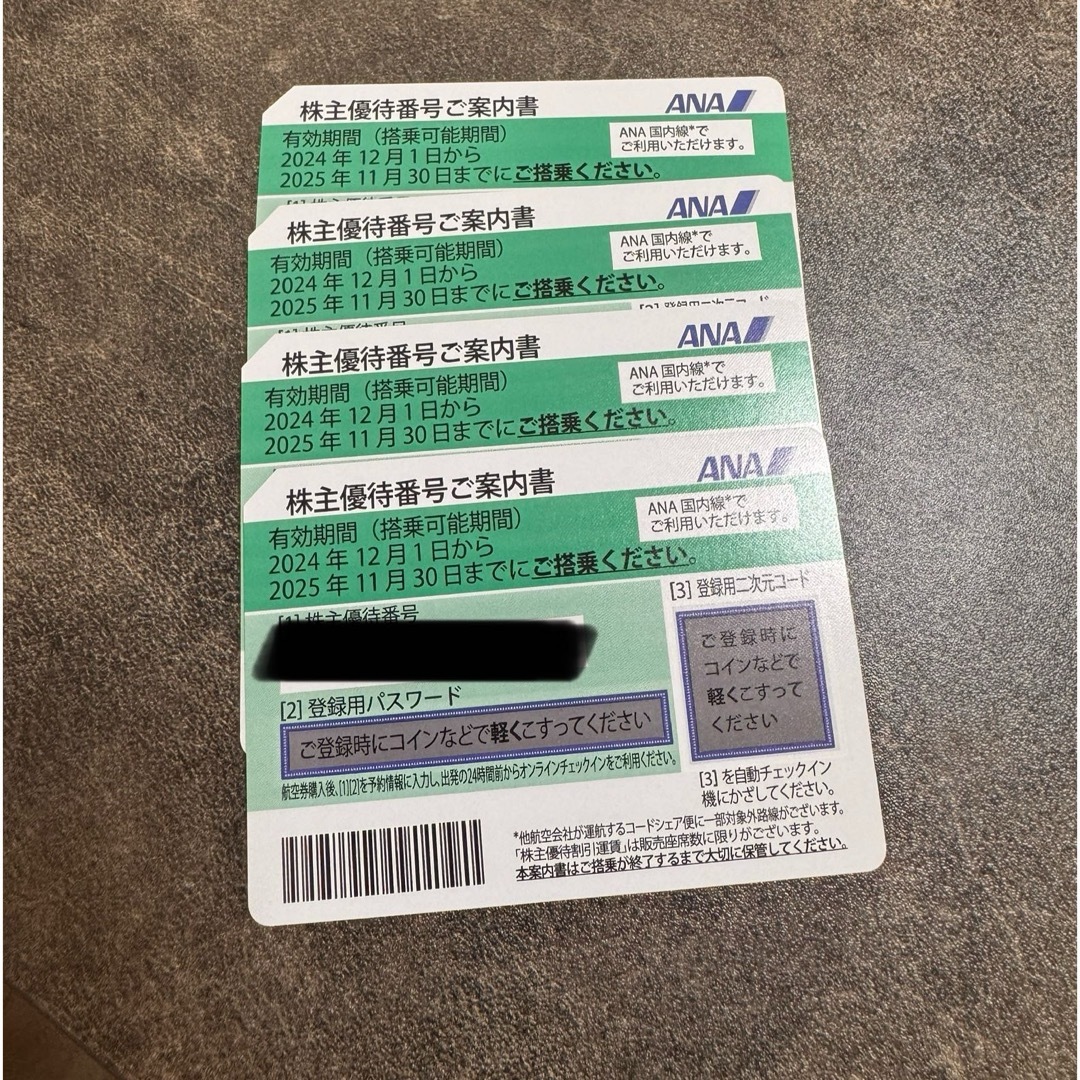 株主優待番号ご案内書
ANA
有効期間（搭乗可能期間）
2024年12月1日から
2025年11月30日までにご搭乗ください。
ANA国内線*で
ご利用いただけます。
株主優待番号ご案内書
ANA
有効期間（搭乗可能期間）
2024年12月1日から
2025年11月30日までにご搭乗ください。
ANA国内線*で
ご利用いただけます。
[1] 株主優待番号
[3] 登録用二次元コード
株主優待番号ご案内書
ANA
有効期間（搭乗可能期間）
2024年12月1日から
2025年11月30日までにご搭乗ください。
ANA国内線*で
ご利用いただけます。
株主優待番号ご案内書
ANA
有効期間（搭乗可能期間）
2024年12月1日から
2025年11月30日までにご搭乗ください。
ANA国内線*で
ご利用いただけます。
[1] 株主優待番号
[2] 登録用パスワード
ご登録時にコインなどで軽くこすってください
航空券購入後、[1][2]を予約情報に入力し、出発の24時間前からオンラインチェックインをご利用ください。
[3] 登録用二次元コード
ご登録時に
コインなどで
軽くこすって
ください
[3] を自動チェックイン
機にかざしてください。
*他航空会社が運航するコードシェア便に一部対象外路線がございます。
「株主優待割引運賃」は販売座席数に限りがございます。
本案内書はご搭乗が終了するまで大切に保管してください。